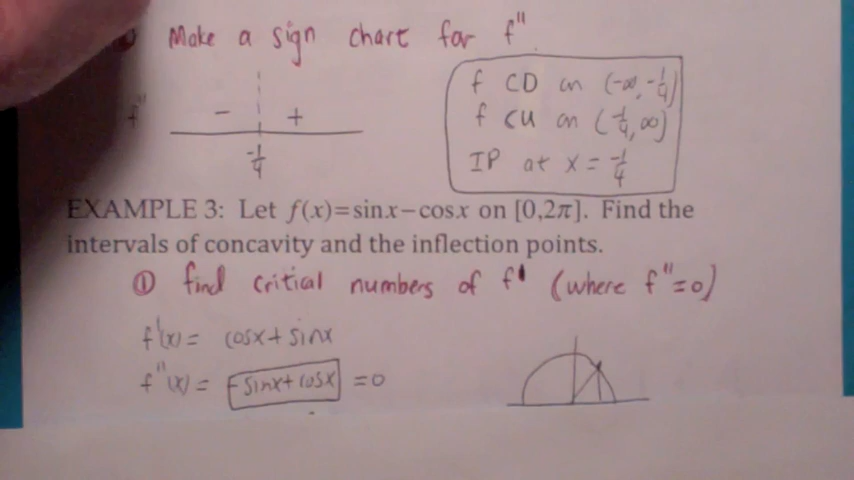 Make a sign chart for f"
f" - +
-1/4
f CD on (-∞, -1/4)
f CU on (-1/4, ∞)
IP at x = -1/4
EXAMPLE 3: Let f(x)=sinx−cosx on [0,2π]. Find the
intervals of concavity and the inflection points.
① find critical numbers of f' (where f"=0)
f'(x) = cosx + sinx
f"(x) = -sinx + cosx = 0